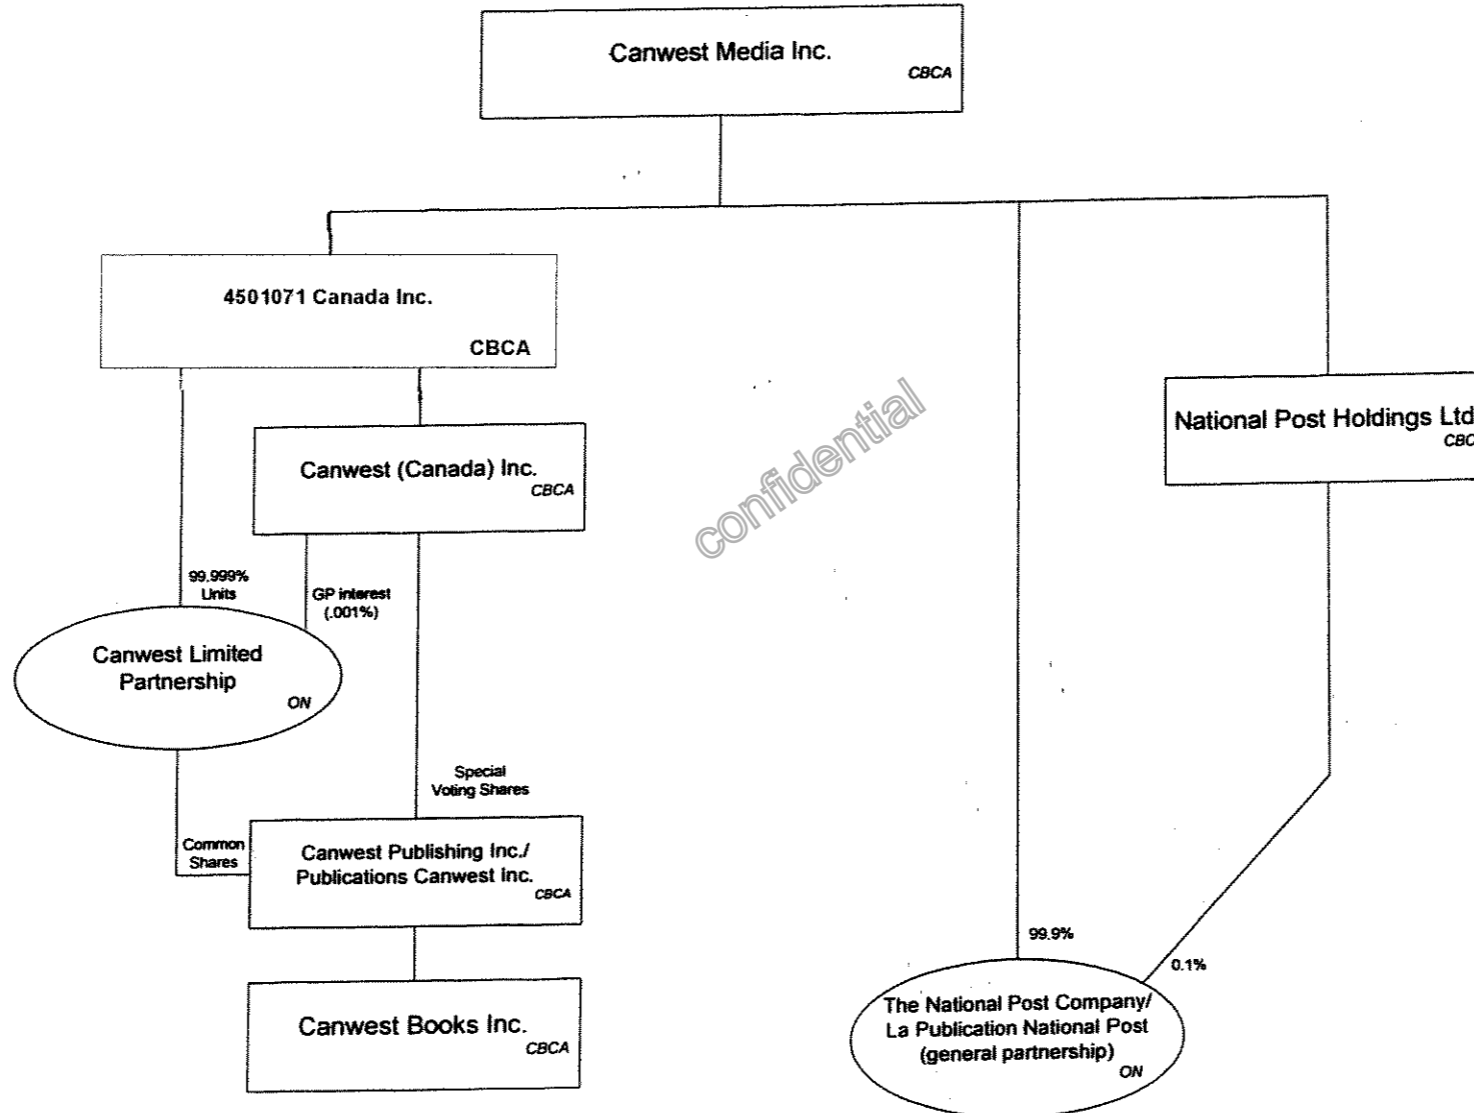 Canwest Media Inc.
CBCA
4501071 Canada Inc.
CBCA
Canwest (Canada) Inc.
CBCA
National Post Holdings Ltd
CBC
confidential
99.999%
Units
GP interest
(.001%)
Canwest Limited
Partnership
ON
Special
Voting Shares
Common
Shares
Canwest Publishing Inc./
Publications Canwest Inc.
CBCA
99.9%
0.1%
Canwest Books Inc.
CBCA
The National Post Company/
La Publication National Post
(general partnership)
ON